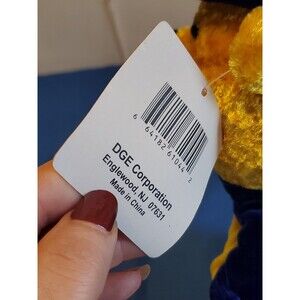 6 64182 61044 2
DGE Corporation
Englewood, NJ 07631
Made in China